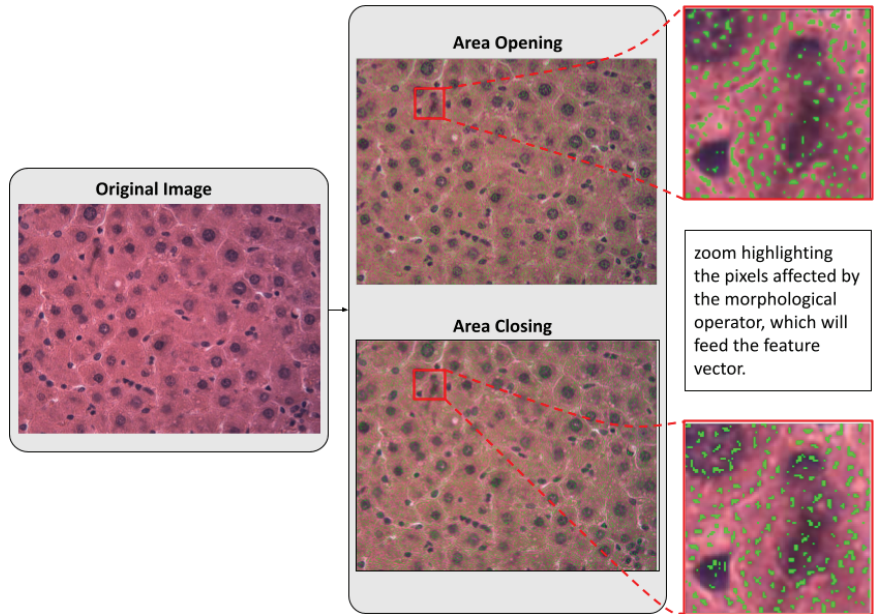 Area Opening
Original Image
zoom highlighting
the pixels affected by
the morphological
operator, which will
feed the feature
vector.
Area Closing